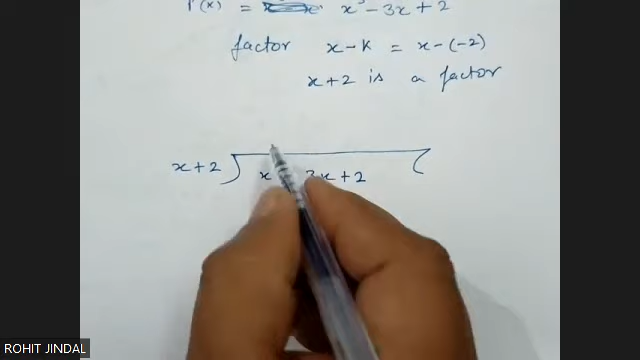 P(x) = x³ - 3x + 2
factor x - k = x - (-2)
x + 2 is a factor
x + 2 ) x 3x + 2 (
ROHIT JINDAL